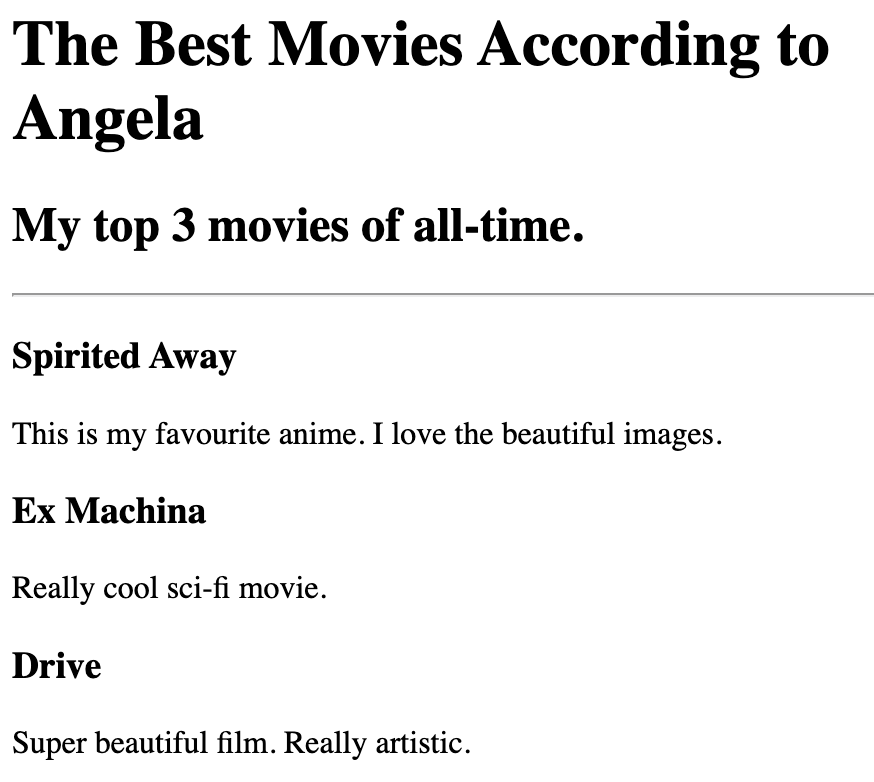 The Best Movies According to
Angela
My top 3 movies of all-time.
Spirited Away
This is my favourite anime. I love the beautiful images.
Ex Machina
Really cool sci-fi movie.
Drive
Super beautiful film. Really artistic.